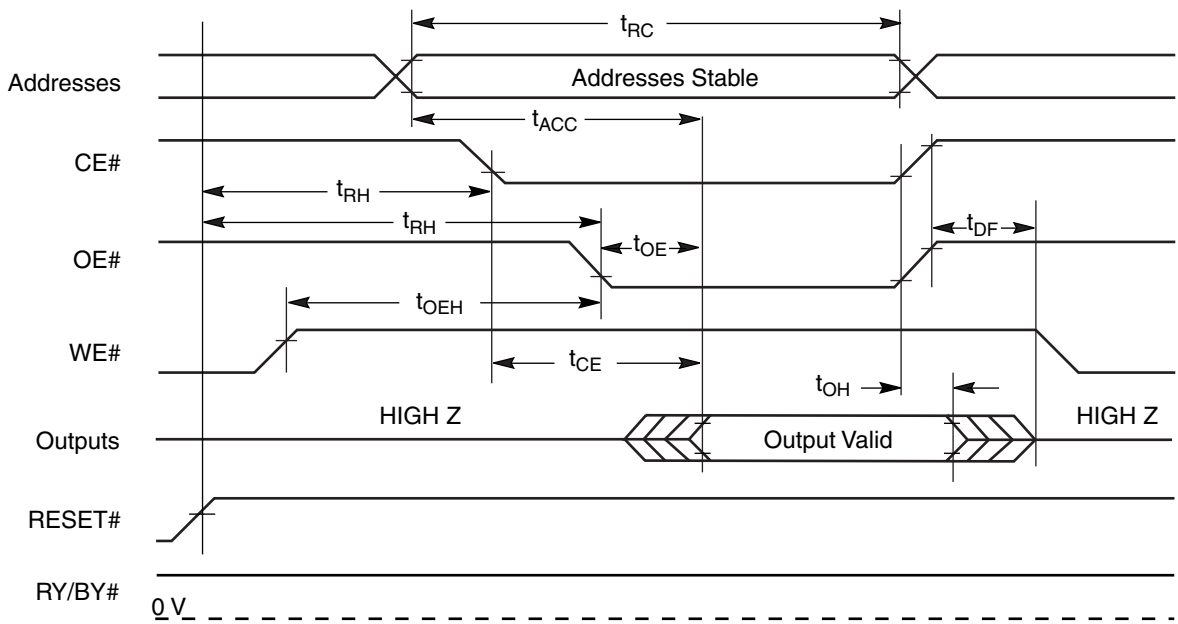 tRC
Addresses
Addresses Stable
tACC
CE#
tRH
tRH
tDF
OE#
tOE
tOEH
WE#
tCE
tOH
HIGH Z
HIGH Z
Outputs
Output Valid
RESET#
RY/BY#
0 V